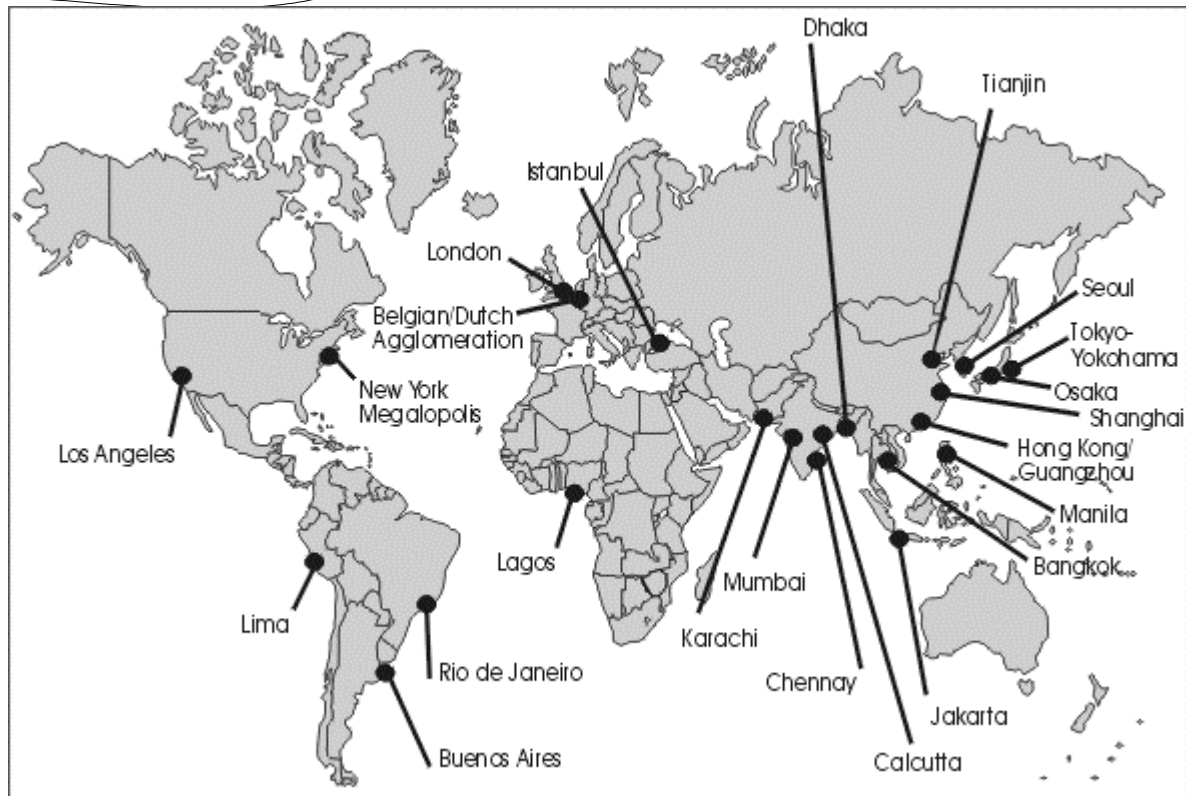 Dhaka
Tianjin
Istanbul
London
Belgian/Dutch
Agglomeration
Seoul
Tokyo-
Yokohama
Osaka
Shanghai
New York
Megalopolis
Los Angeles
Hong Kong/
Guangzhou
Manila
Bangkok
Lagos
Mumbai
Karachi
Lima
Rio de Janeiro
Chennay
Jakarta
Buenos Aires
Calcutta